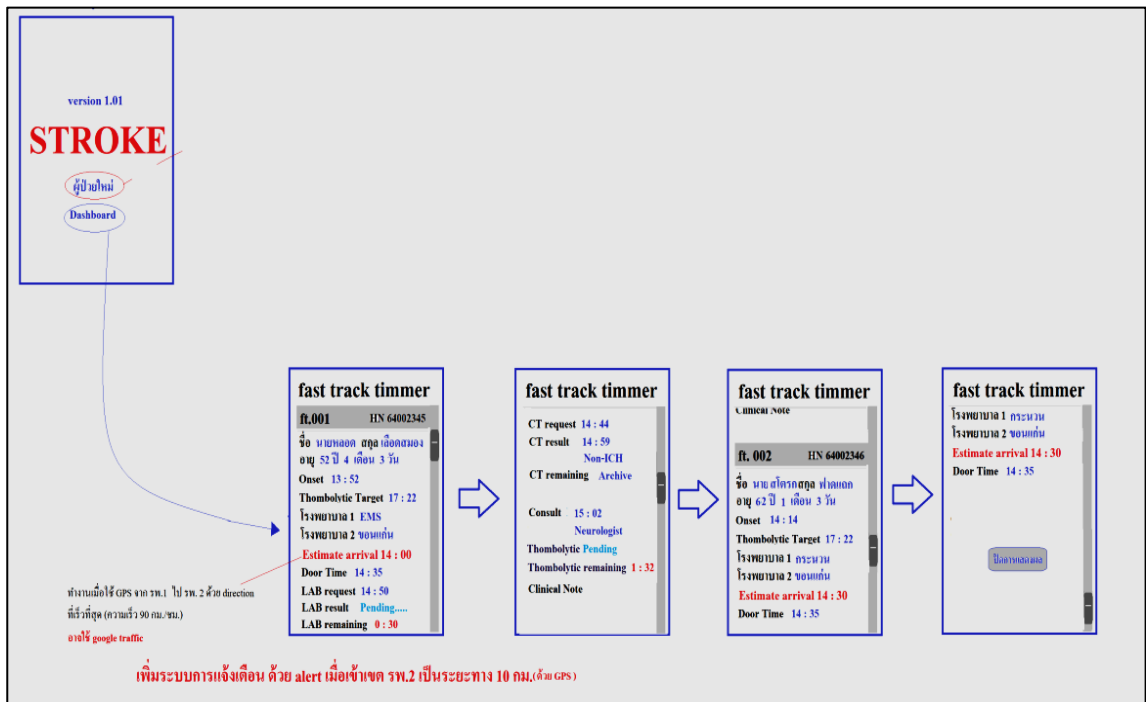 version 1.01
STROKE
ผู้ป่วยใหม่
Dashboard
fast track timmer
ft.001 HN 64002345
ชื่อ นายหลอด สกุล เลือดสมอง
อายุ 52 ปี 4 เดือน 3 วัน
Onset 13 : 52
Thombolytic Target 17 : 22
โรงพยาบาล 1 EMS
โรงพยาบาล 2 ขอนแก่น
Estimate arrival 14 : 00
Door Time 14 : 35
LAB request 14 : 50
LAB result Pending.....
LAB remaining 0 : 30
fast track timmer
CT request 14 : 44
CT result 14 : 59
Non-ICH
CT remaining Archive
Consult 15 : 02
Neurologist
Thombolytic Pending
Thombolytic remaining 1 : 32
Clinical Note
fast track timmer
Clinical Note
ft. 002 HN 64002346
ชื่อ นาย สโตรกสกุล ฟาดแถก
อายุ 62 ปี 1 เดือน 3 วัน
Onset 14 : 14
Thombolytic Target 17 : 22
โรงพยาบาล 1 กระนวน
โรงพยาบาล 2 ขอนแก่น
Estimate arrival 14 : 30
Door Time 14 : 35
fast track timmer
โรงพยาบาล 1 กระนวน
โรงพยาบาล 2 ขอนแก่น
Estimate arrival 14 : 30
Door Time 14 : 35
ปิดการแสดงผล
ทำงานเมื่อใช้ GPS จาก รพ.1 ไป รพ. 2 ด้วย direction
ที่เร็วที่สุด (ความเร็ว 90 กม./ชม.)
อาจใช้ google traffic
เพิ่มระบบการแจ้งเตือน ด้วย alert เมื่อเข้าเขต รพ.2 เป็นระยะทาง 10 กม.(ด้วย GPS )